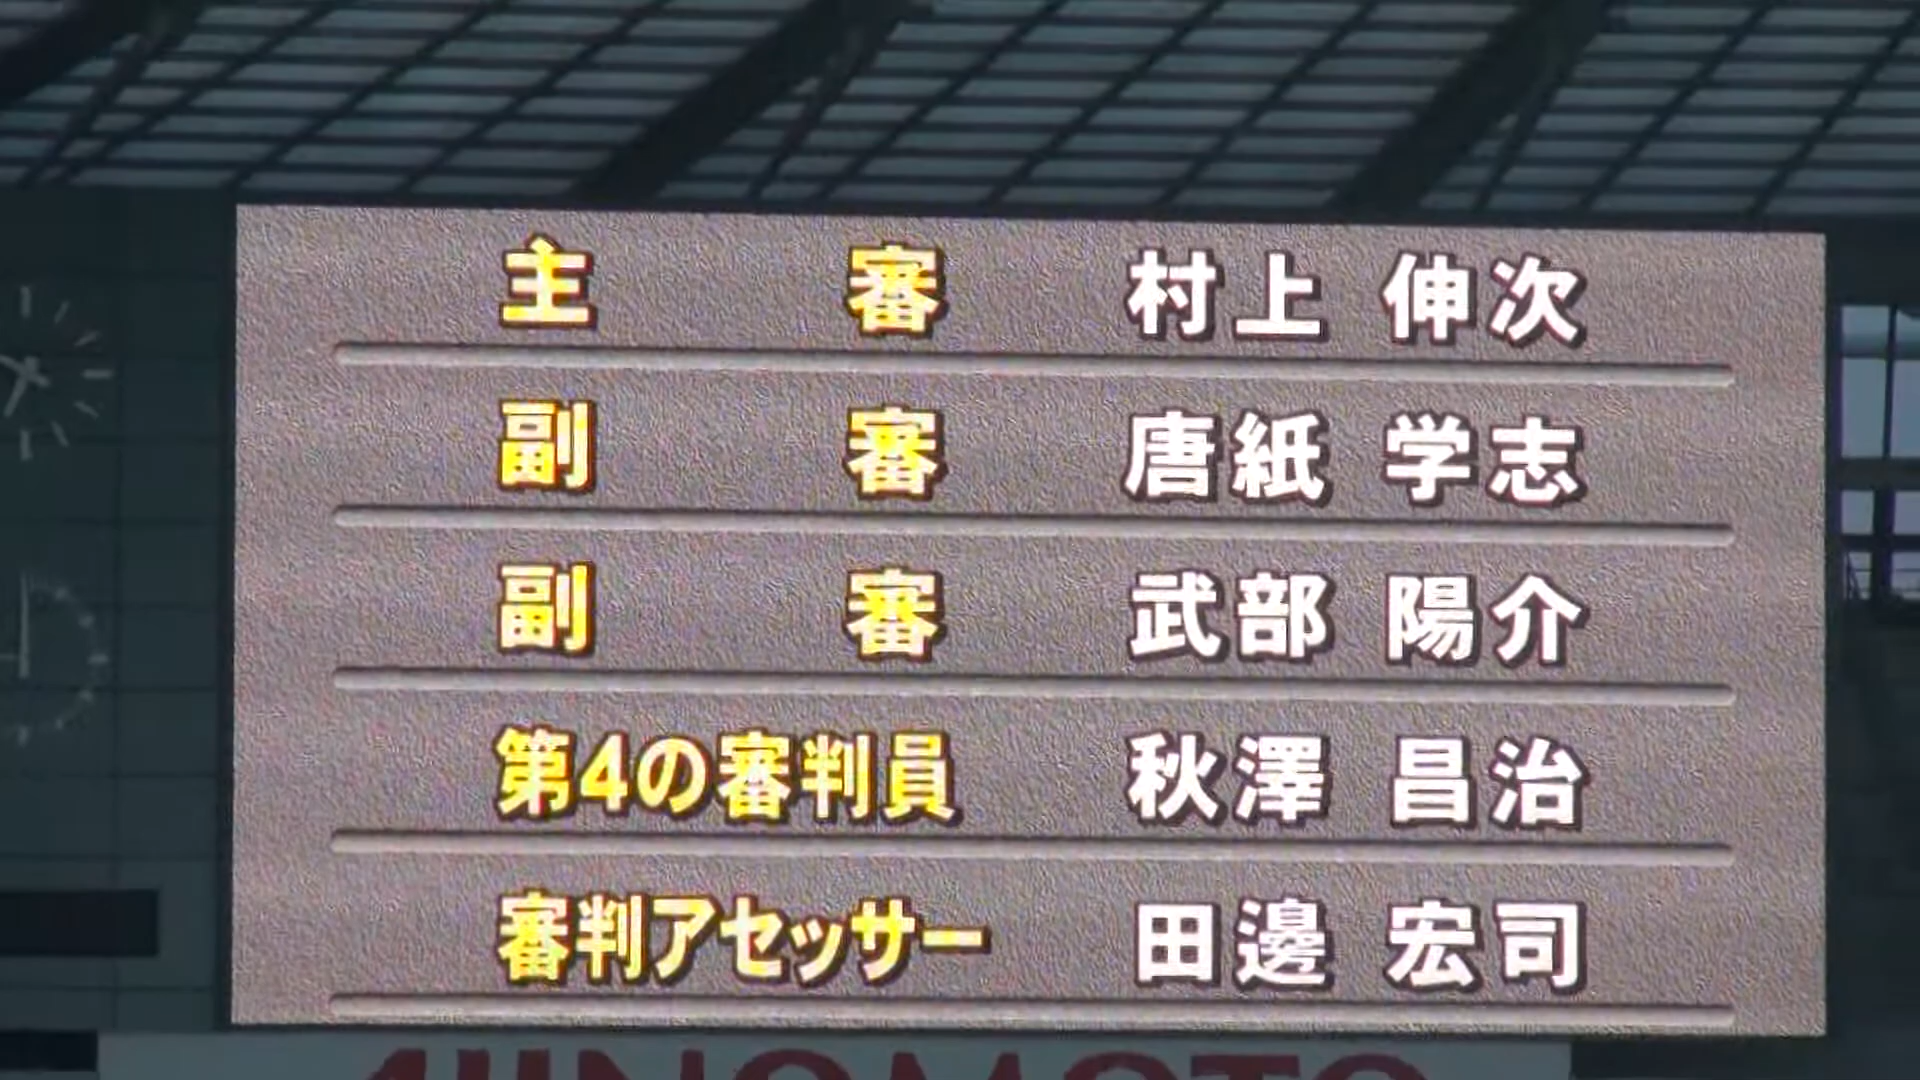 主審 村上 伸次
副審 唐紙 学志
副審 武部 陽介
第4の審判員 秋澤 昌治
審判アセッサー 田邊 宏司
AJINOMOTO